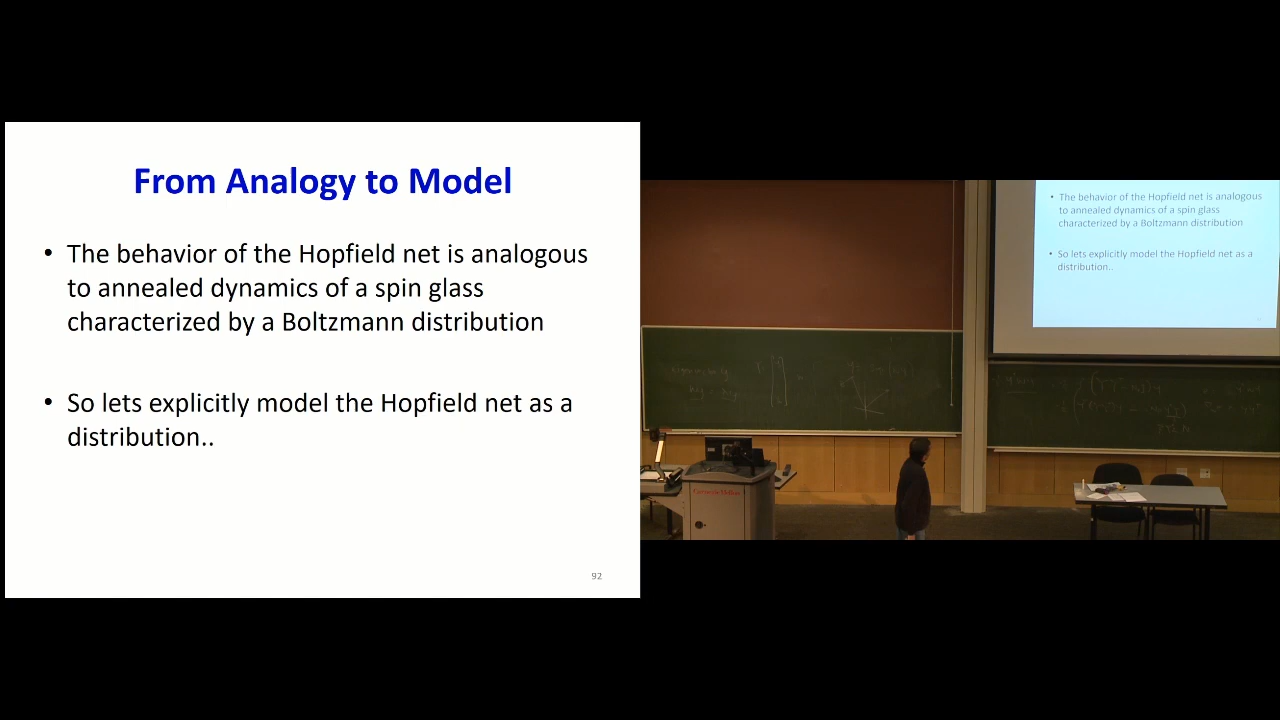 From Analogy to Model
• The behavior of the Hopfield net is analogous
to annealed dynamics of a spin glass
characterized by a Boltzmann distribution
• So lets explicitly model the Hopfield net as a
distribution..
92
• The behavior of the Hopfield net is analogous
to annealed dynamics of a spin glass
characterized by a Boltzmann distribution
• So lets explicitly model the Hopfield net as a
distribution..
Carnegie Mellon